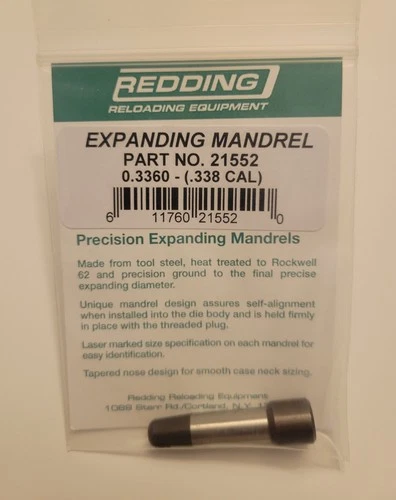 REDDING
RELOADING EQUIPMENT
EXPANDING MANDREL
PART NO. 21552
0.3360 - (.338 CAL)
6 11760 21552 0
Precision Expanding Mandrels
Made from tool steel, heat treated to Rockwell
62 and precision ground to the final precise
expanding diameter.
Unique mandrel design assures self-alignment
when installed into the die body and is held firmly
in place with the threaded plug.
Laser marked size specification on each mandrel for
easy identification.
Tapered nose design for smooth case neck sizing.
Redding Reloading Equipment
Rd./Cortland, N.Y.